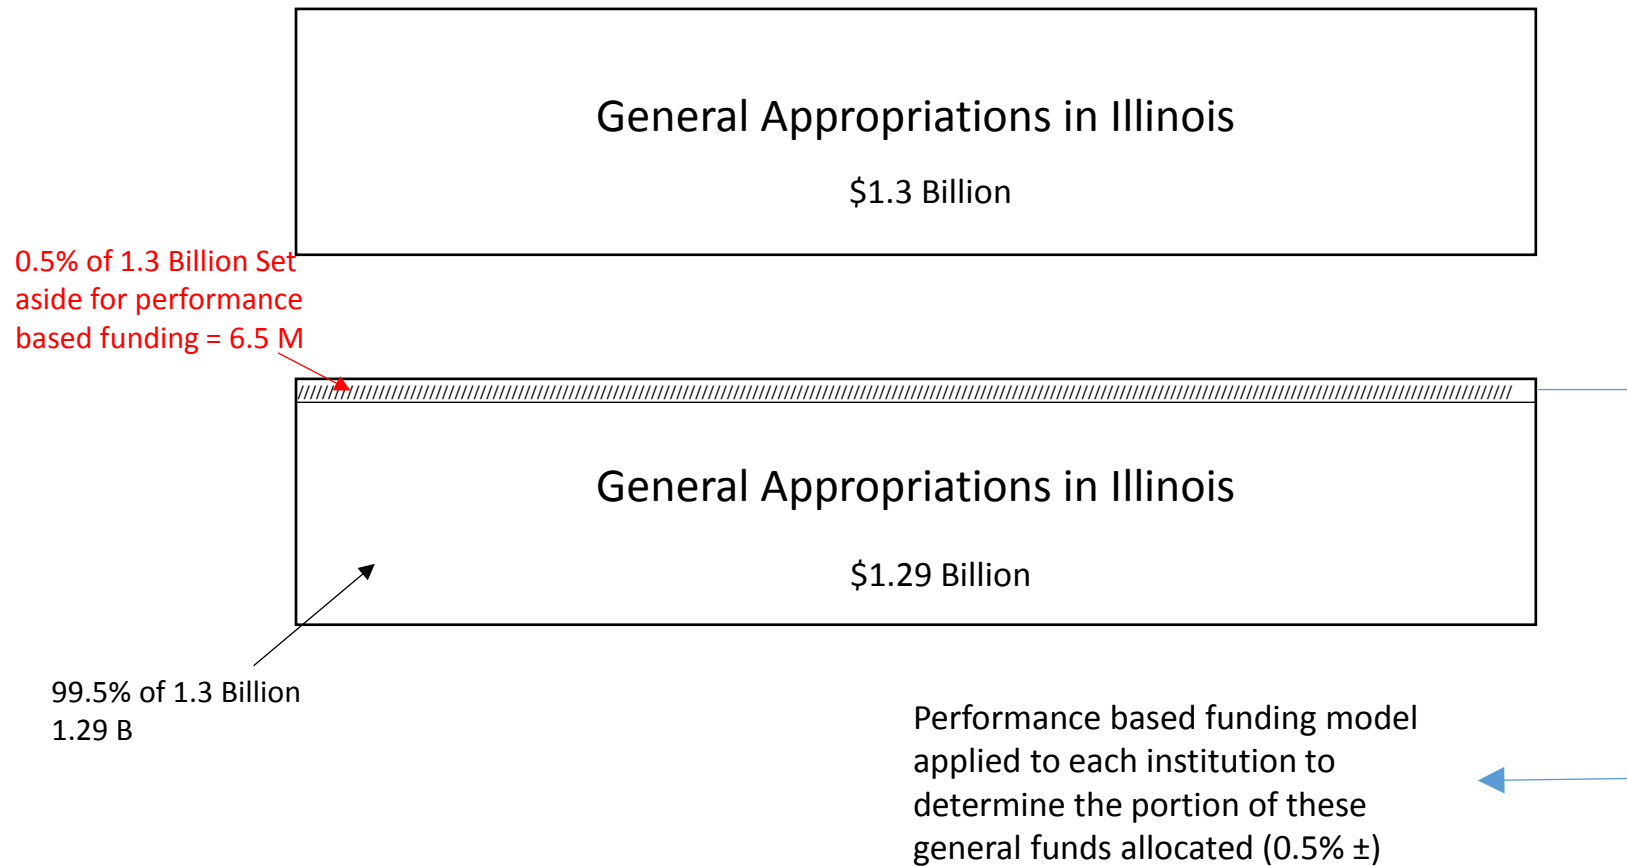 General Appropriations in Illinois
$1.3 Billion
0.5% of 1.3 Billion Set
aside for performance
based funding = 6.5 M
General Appropriations in Illinois
$1.29 Billion
99.5% of 1.3 Billion
1.29 B
Performance based funding model
applied to each institution to
determine the portion of these
general funds allocated (0.5% ±)